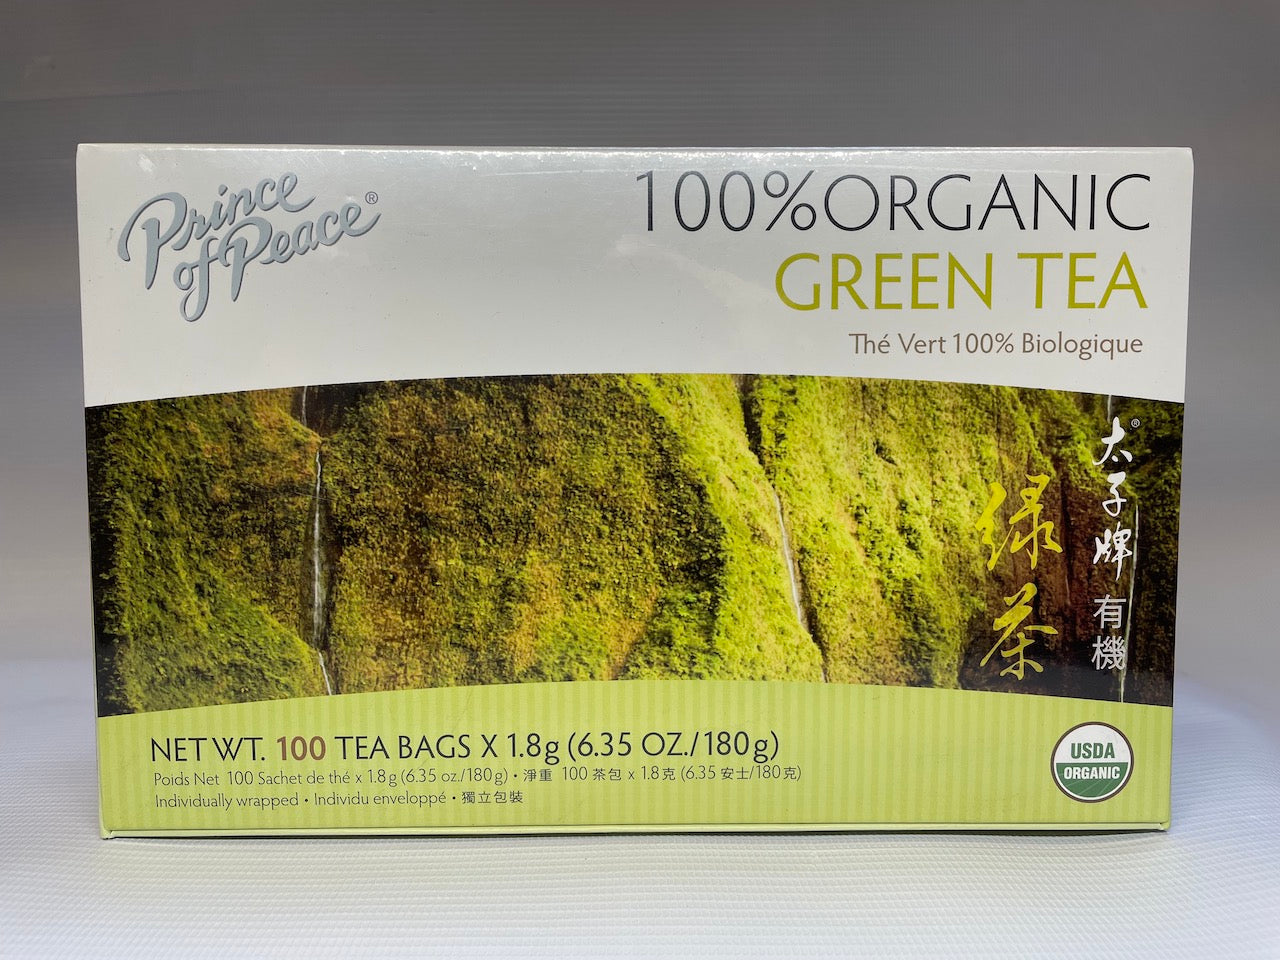 Prince
of Peace®
100%ORGANIC
GREEN TEA
Thé Vert 100% Biologique
太子牌® 有機
綠茶
NET WT. 100 TEA BAGS X 1.8g (6.35 OZ./180g)
Poids Net 100 Sachet de thé x 1.8g (6.35 oz./180g) • 淨重 100 茶包 x 1.8克 (6.35 安士/180克)
Individually wrapped • Individu enveloppé • 獨立包裝
USDA
ORGANIC